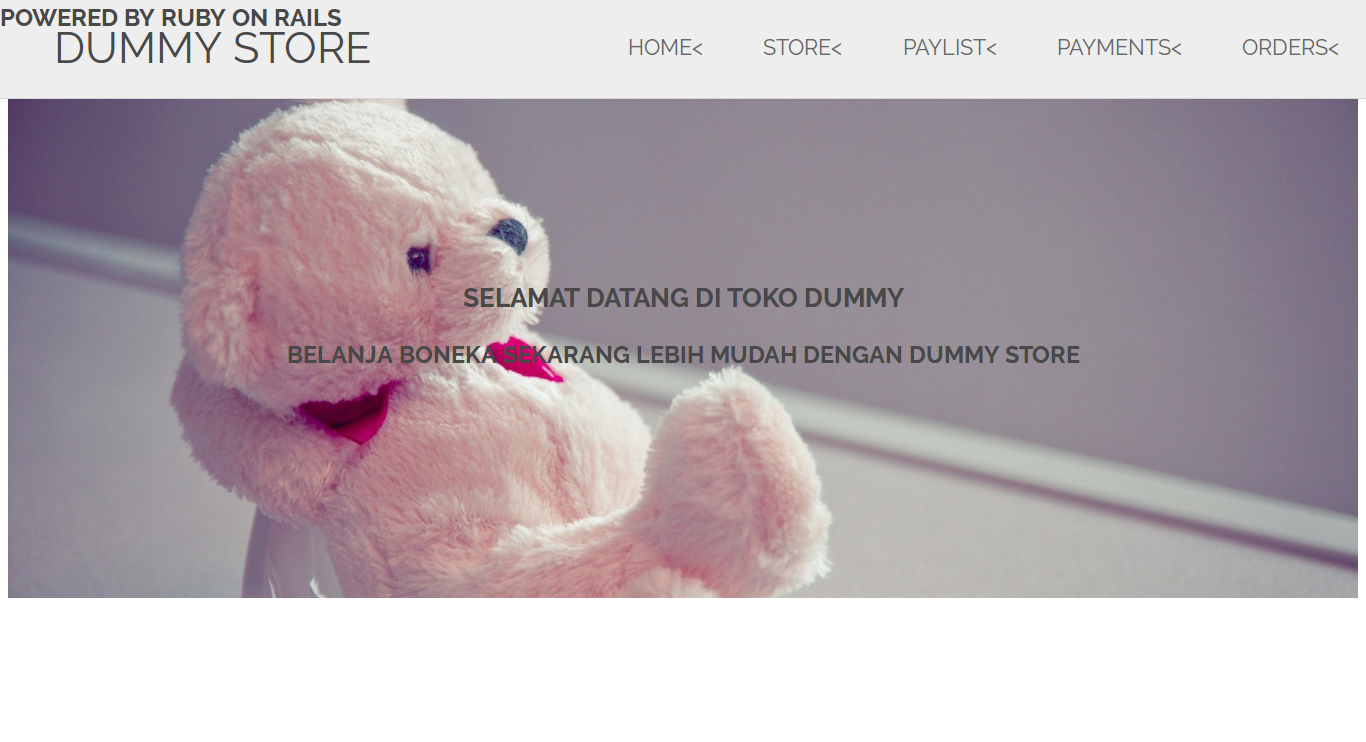 POWERED BY RUBY ON RAILS
DUMMY STORE
HOME< STORE< PAYLIST< PAYMENTS< ORDERS<
SELAMAT DATANG DI TOKO DUMMY
BELANJA BONEKA SEKARANG LEBIH MUDAH DENGAN DUMMY STORE